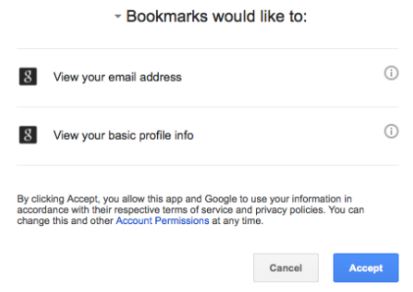 Bookmarks would like to:
View your email address
View your basic profile info
By clicking Accept, you allow this app and Google to use your information in
accordance with their respective terms of service and privacy policies. You can
change this and other Account Permissions at any time.
Cancel Accept